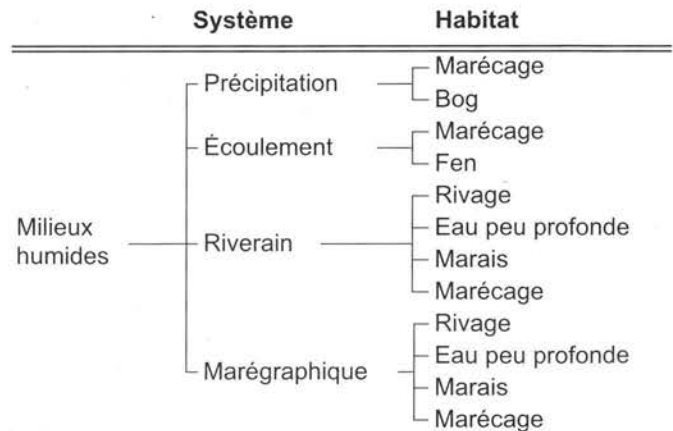 Système Habitat
Marécage
Précipitation
Bog
Marécage
Écoulement
Fen
Rivage
Eau peu profonde
Milieux
humides
Riverain
Marais
Marécage
Rivage
Eau peu profonde
Marégraphique
Marais
Marécage